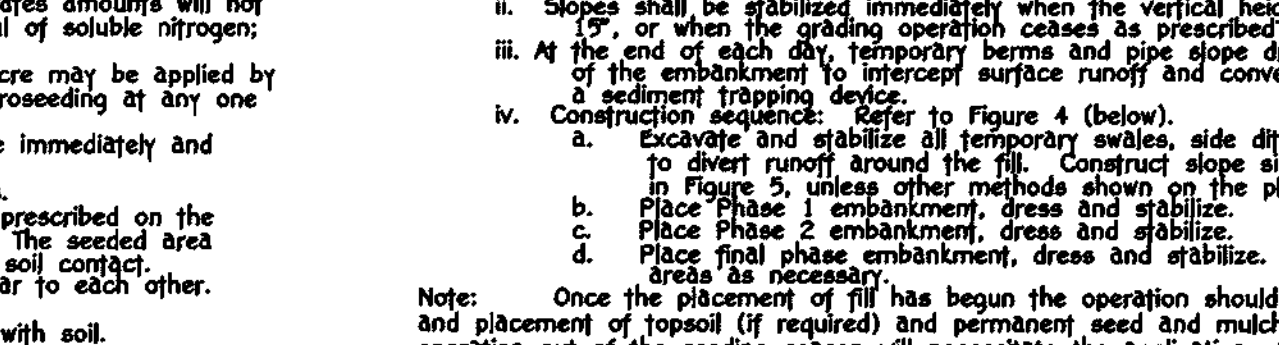 ates amounts will not
l of soluble nitrogen;
cre may be applied by
roseeding at any one
e immediately and
s.
prescribed on the
The seeded area
soil contact.
ar to each other.
with soil.
ii. Slopes shall be stabilized immediately when the vertical heig
15', or when the grading operation ceases as prescribed
iii. At the end of each day, temporary berms and pipe slope d
of the embankment to intercept surface runoff and conve
a sediment trapping device.
iv. Construction sequence: Refer to Figure 4 (below).
a. Excavate and stabilize all temporary swales, side dit
to divert runoff around the fill. Construct slope si
in Figure 5, unless other methods shown on the pl
b. Place Phase 1 embankment, dress and stabilize.
c. Place Phase 2 embankment, dress and stabilize.
d. Place final phase embankment, dress and stabilize.
areas as necessary.
Note: Once the placement of fill has begun the operation should
and placement of topsoil (if required) and permanent seed and mulch